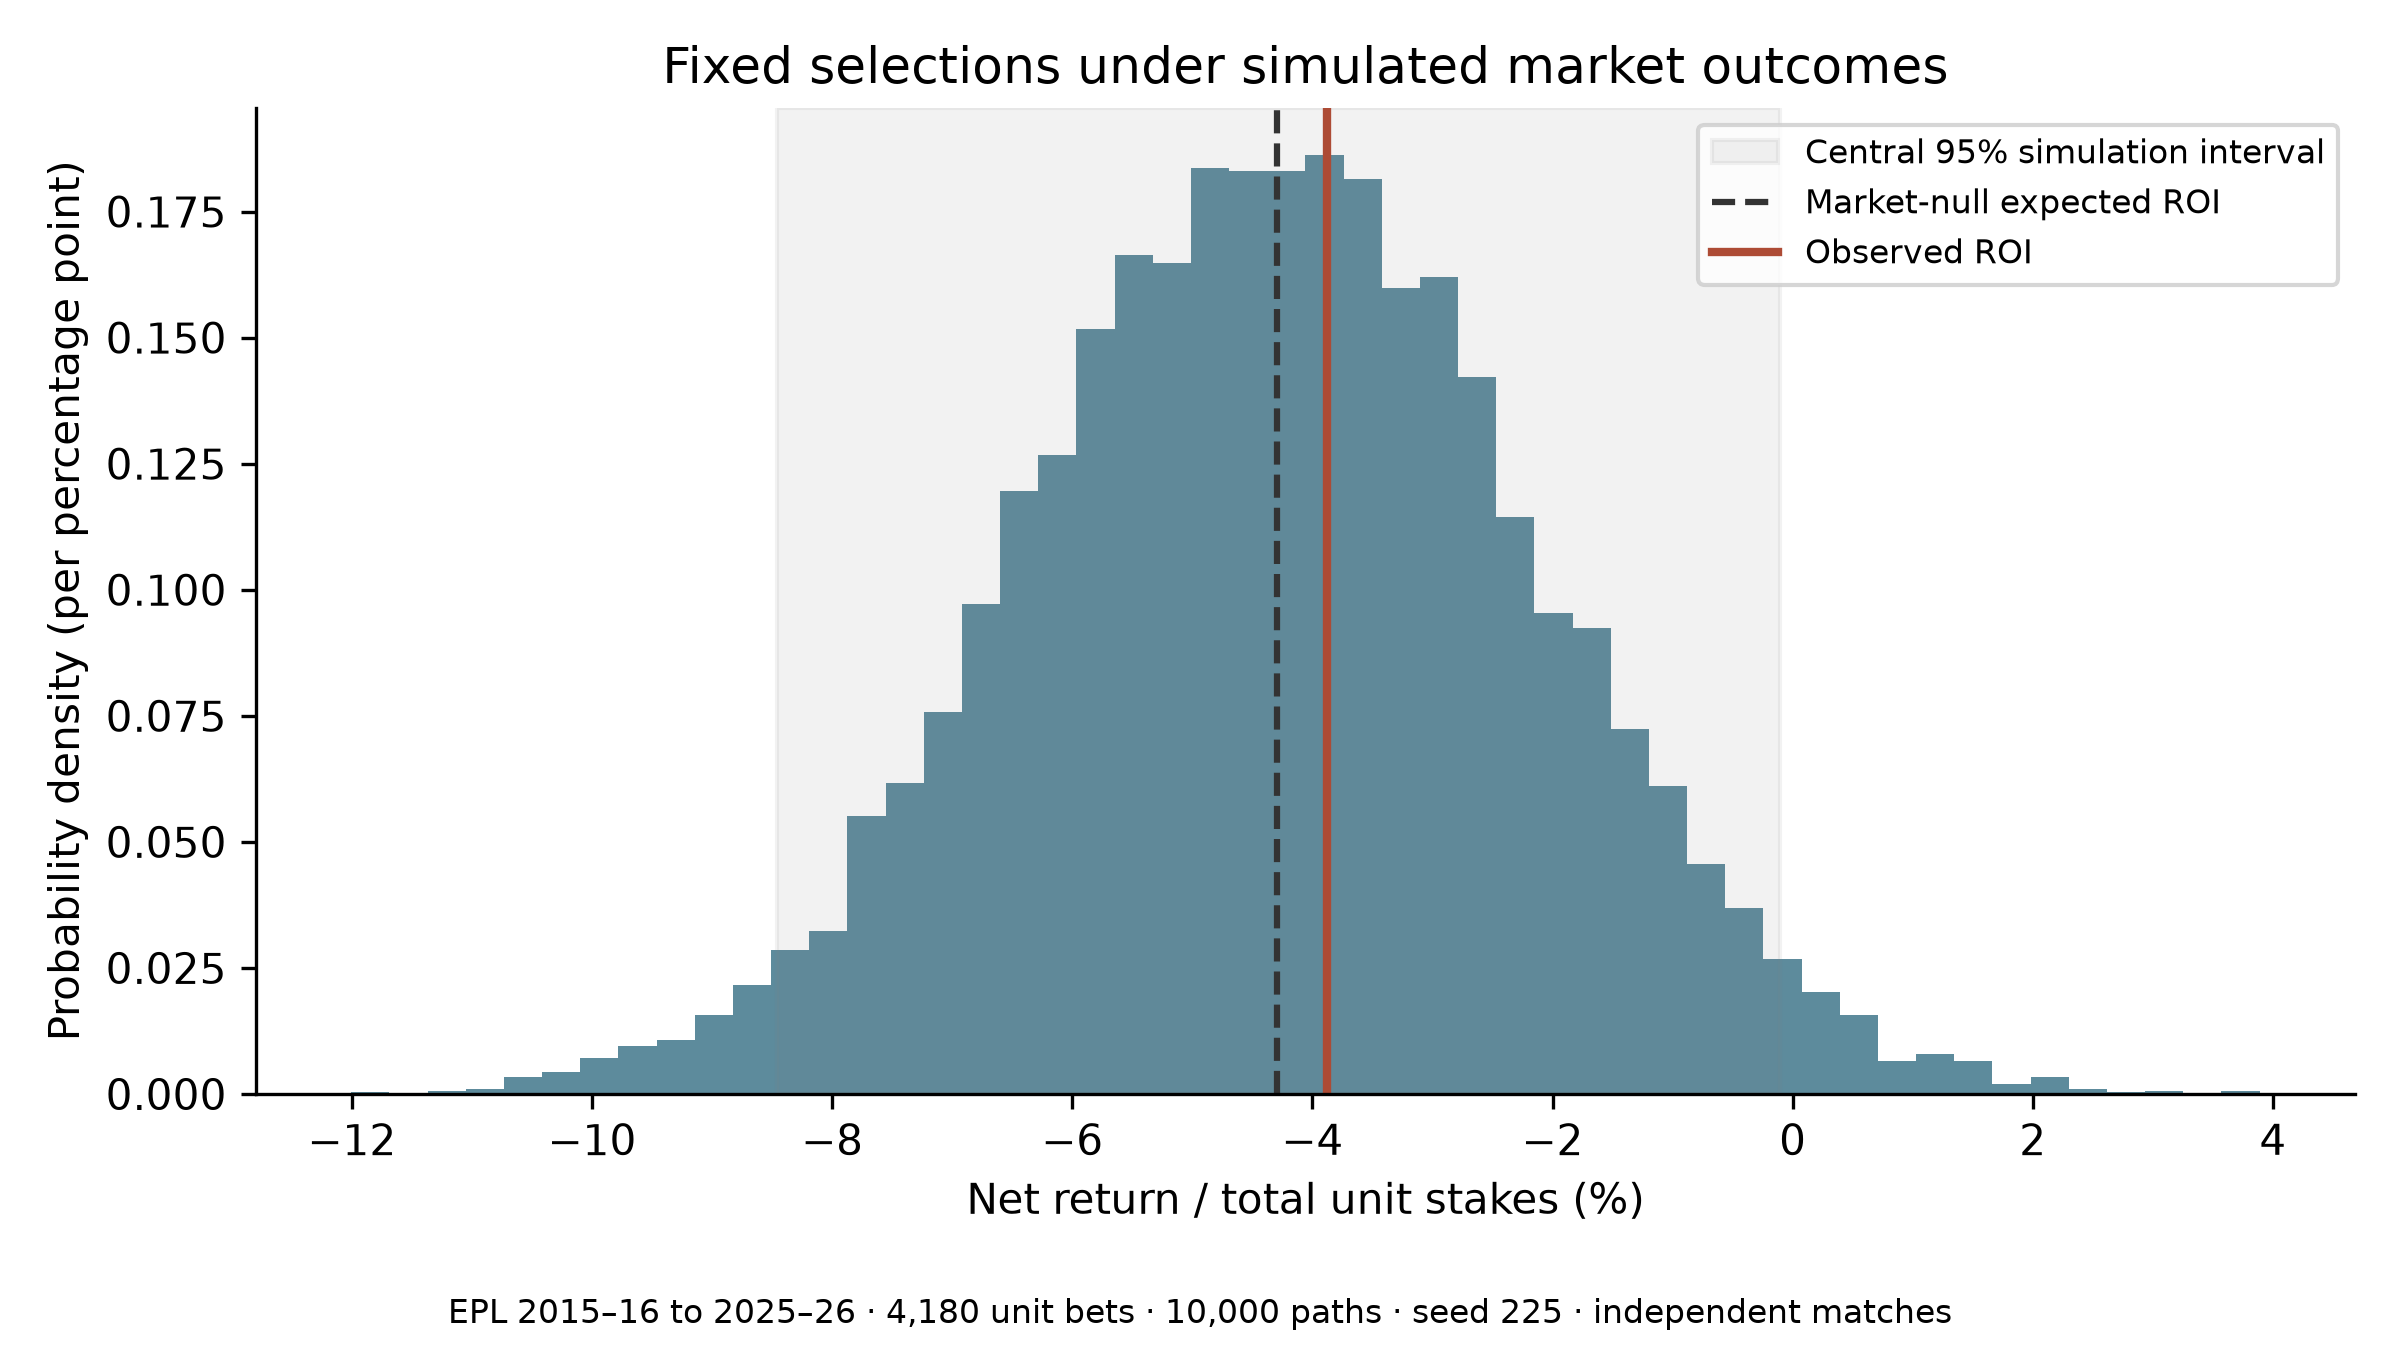 Fixed selections under simulated market outcomes
Central 95% simulation interval
Market-null expected ROI
Observed ROI
Probability density (per percentage point)
0.175
0.150
0.125
0.100
0.075
0.050
0.025
0.000
−12 −10 −8 −6 −4 −2 0 2 4
Net return / total unit stakes (%)
EPL 2015–16 to 2025–26 · 4,180 unit bets · 10,000 paths · seed 225 · independent matches